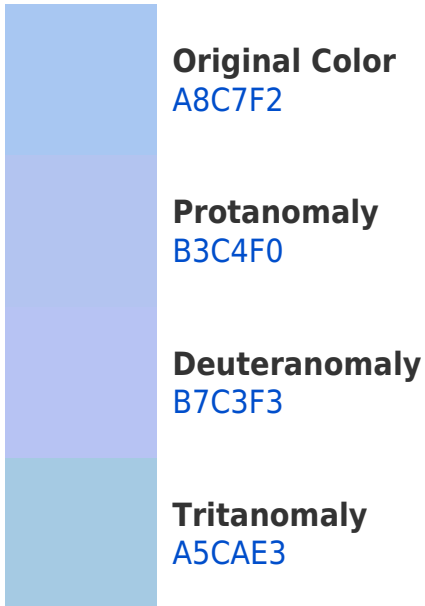 Original Color
A8C7F2
Protanomaly
B3C4F0
Deuteranomaly
B7C3F3
Tritanomaly
A5CAE3